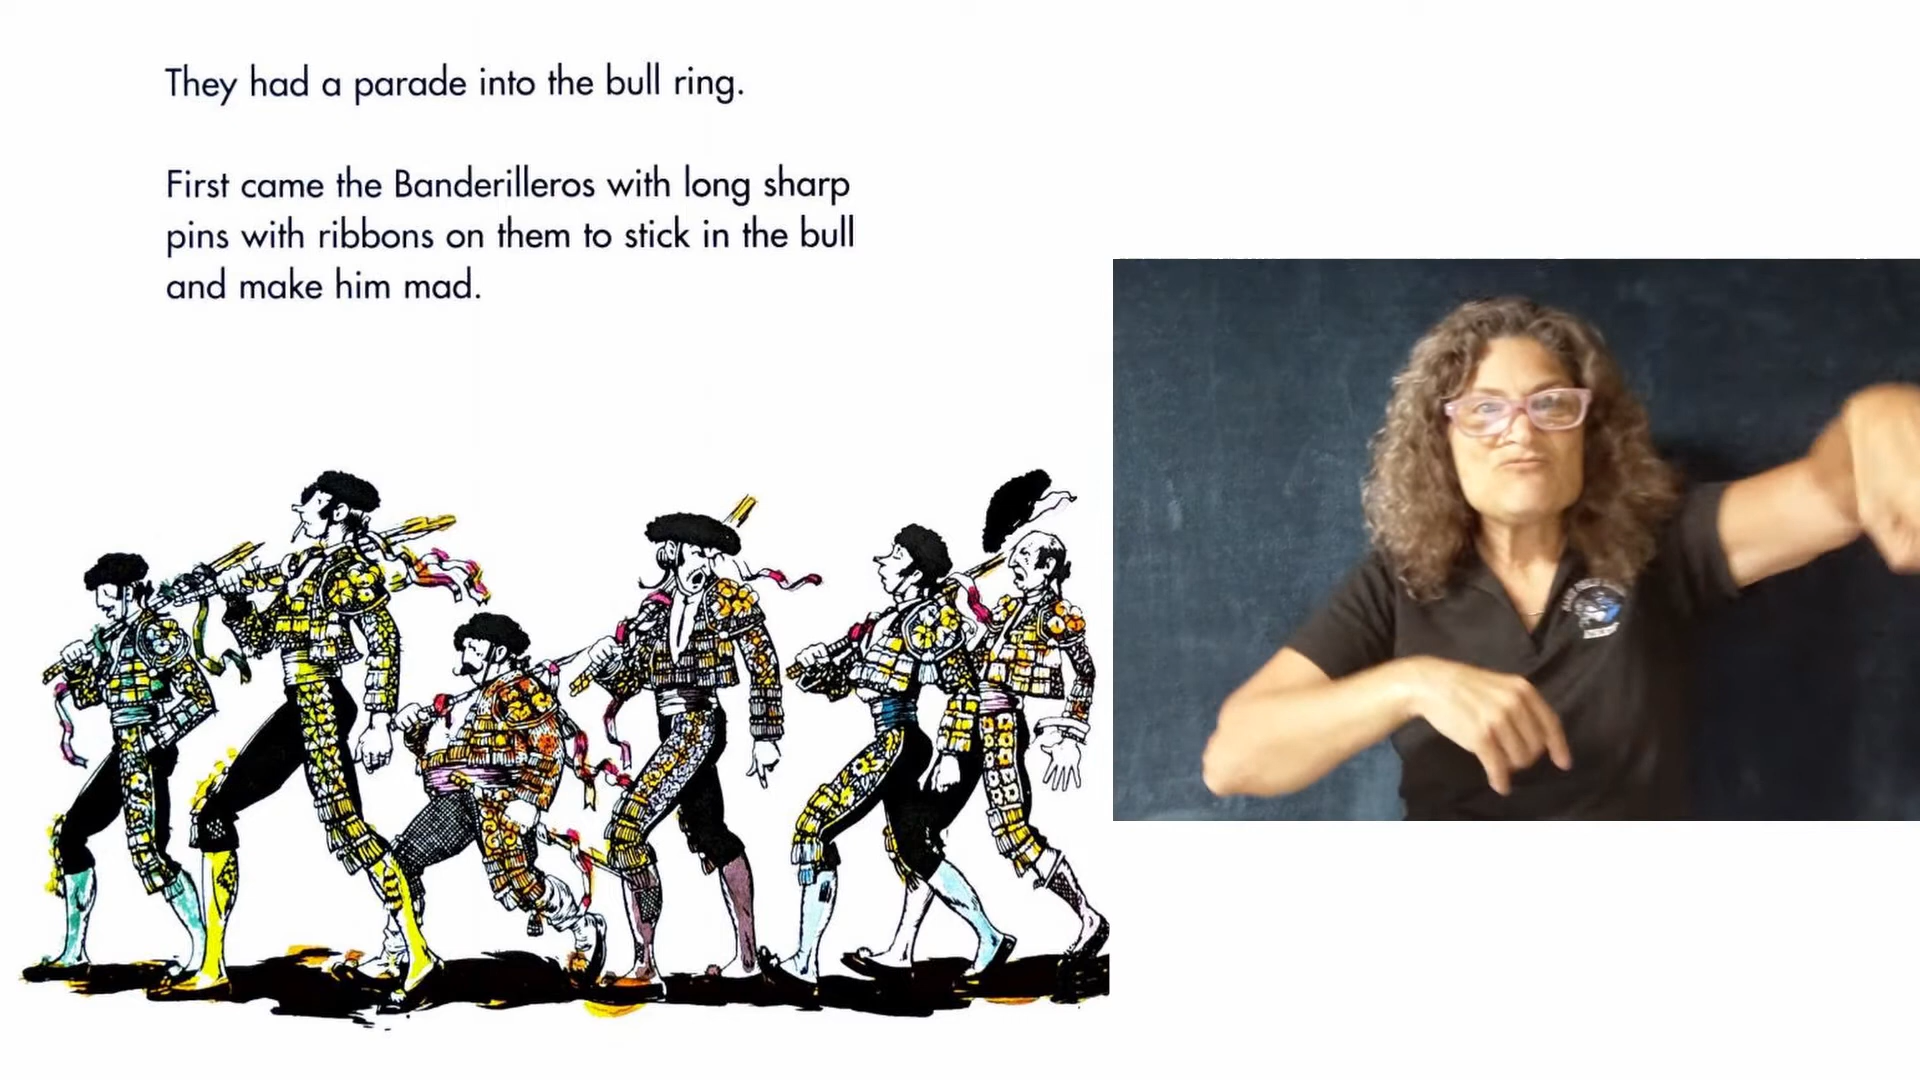 They had a parade into the bull ring.
First came the Banderilleros with long sharp
pins with ribbons on them to stick in the bull
and make him mad.